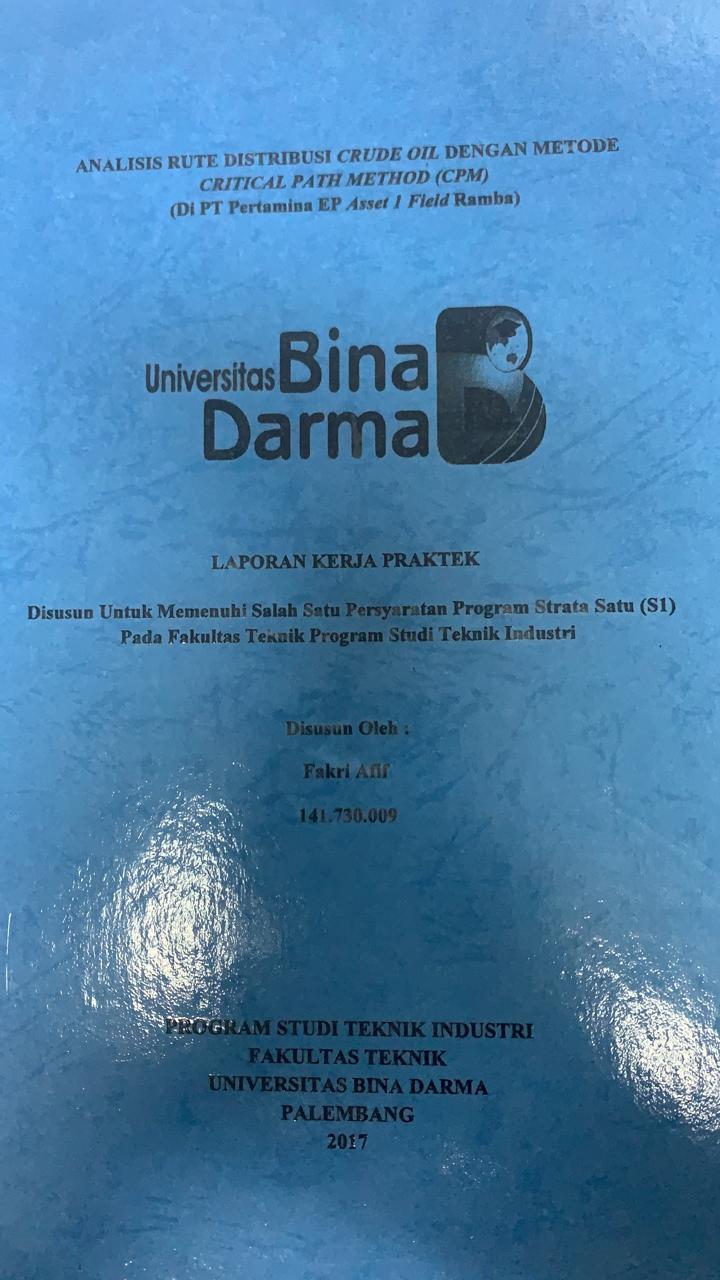 ANALISIS RUTE DISTRIBUSI CRUDE OIL DENGAN METODE
CRITICAL PATH METHOD (CPM)
(Di PT Pertamina EP Asset 1 Field Ramba)
Universitas Bina
Darma
LAPORAN KERJA PRAKTEK
Disusun Untuk Memenuhi Salah Satu Persyaratan Program Strata Satu (S1)
Pada Fakultas Teknik Program Studi Teknik Industri
Disusun Oleh :
Fakri Afif
141.730.009
PROGRAM STUDI TEKNIK INDUSTRI
FAKULTAS TEKNIK
UNIVERSITAS BINA DARMA
PALEMBANG
2017